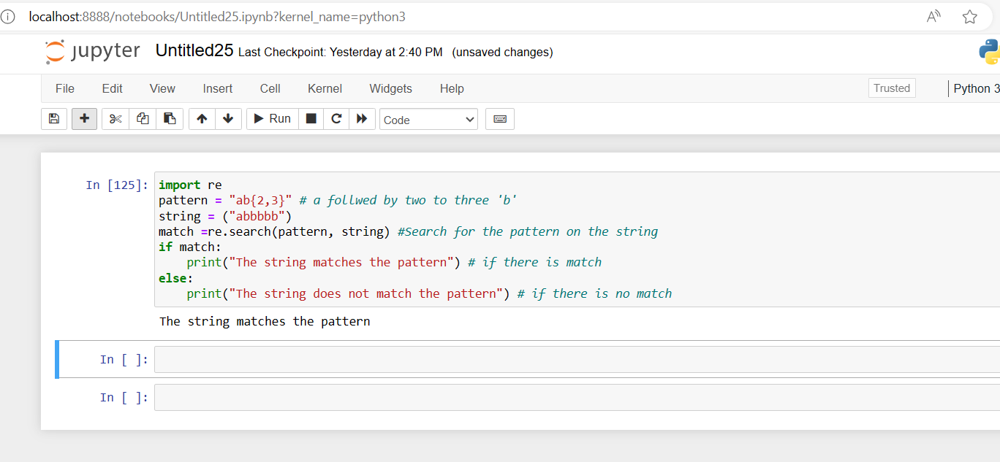 localhost:8888/notebooks/Untitled25.ipynb?kernel_name=python3
jupyter Untitled25 Last Checkpoint: Yesterday at 2:40 PM (unsaved changes)
File Edit View Insert Cell Kernel Widgets Help Trusted Python 3
Run Code
In [125]: import re
pattern = "ab{2,3}" # a follwed by two to three 'b'
string = ("abbbbb")
match =re.search(pattern, string) #Search for the pattern on the string
if match:
    print("The string matches the pattern") # if there is match
else:
    print("The string does not match the pattern") # if there is no match
The string matches the pattern
In [ ]:
In [ ]: